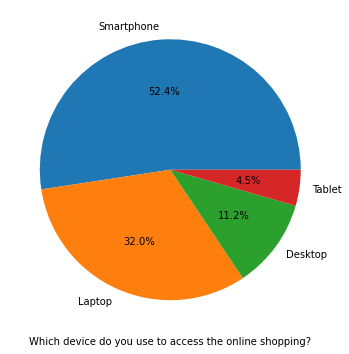 Smartphone
52.4%
4.5%
Tablet
11.2%
32.0%
Desktop
Laptop
Which device do you use to access the online shopping?